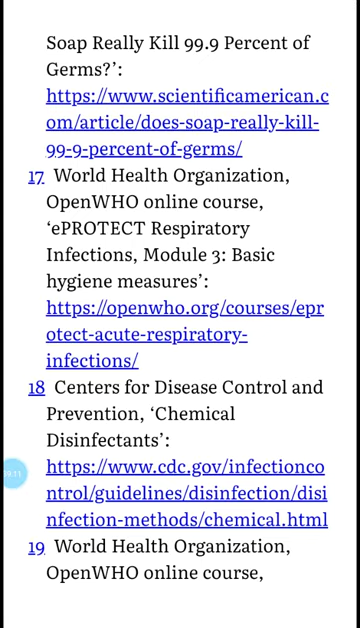 Soap Really Kill 99.9 Percent of
Germs?’:
https://www.scientificamerican.c
om/article/does-soap-really-kill-
99-9-percent-of-germs/
17 World Health Organization,
OpenWHO online course,
‘ePROTECT Respiratory
Infections, Module 3: Basic
hygiene measures’:
https://openwho.org/courses/epr
otect-acute-respiratory-
infections/
18 Centers for Disease Control and
Prevention, ‘Chemical
Disinfectants’:
https://www.cdc.gov/infectionco
ntrol/guidelines/disinfection/disi
nfection-methods/chemical.html
19 World Health Organization,
OpenWHO online course,